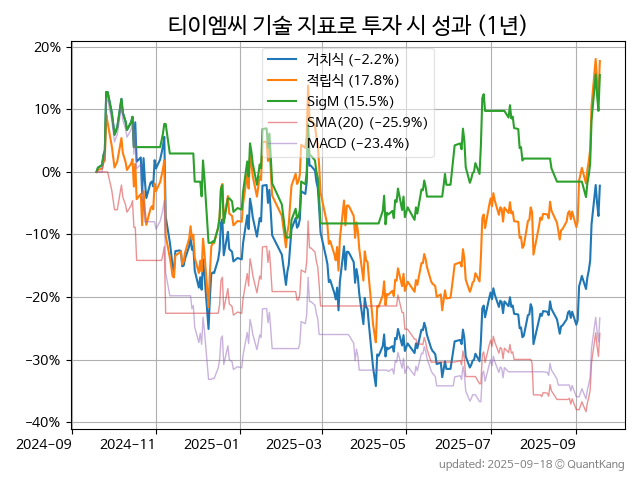 티이엠씨 기술 지표로 투자 시 성과 (1년)
거치식 (−2.2%)
적립식 (17.8%)
SigM (15.5%)
SMA(20) (−25.9%)
MACD (−23.4%)
20%
10%
0%
−10%
−20%
−30%
−40%
2024-09
2024-11
2025-01
2025-03
2025-05
2025-07
2025-09
updated: 2025-09-18 ⓒ QuantKang